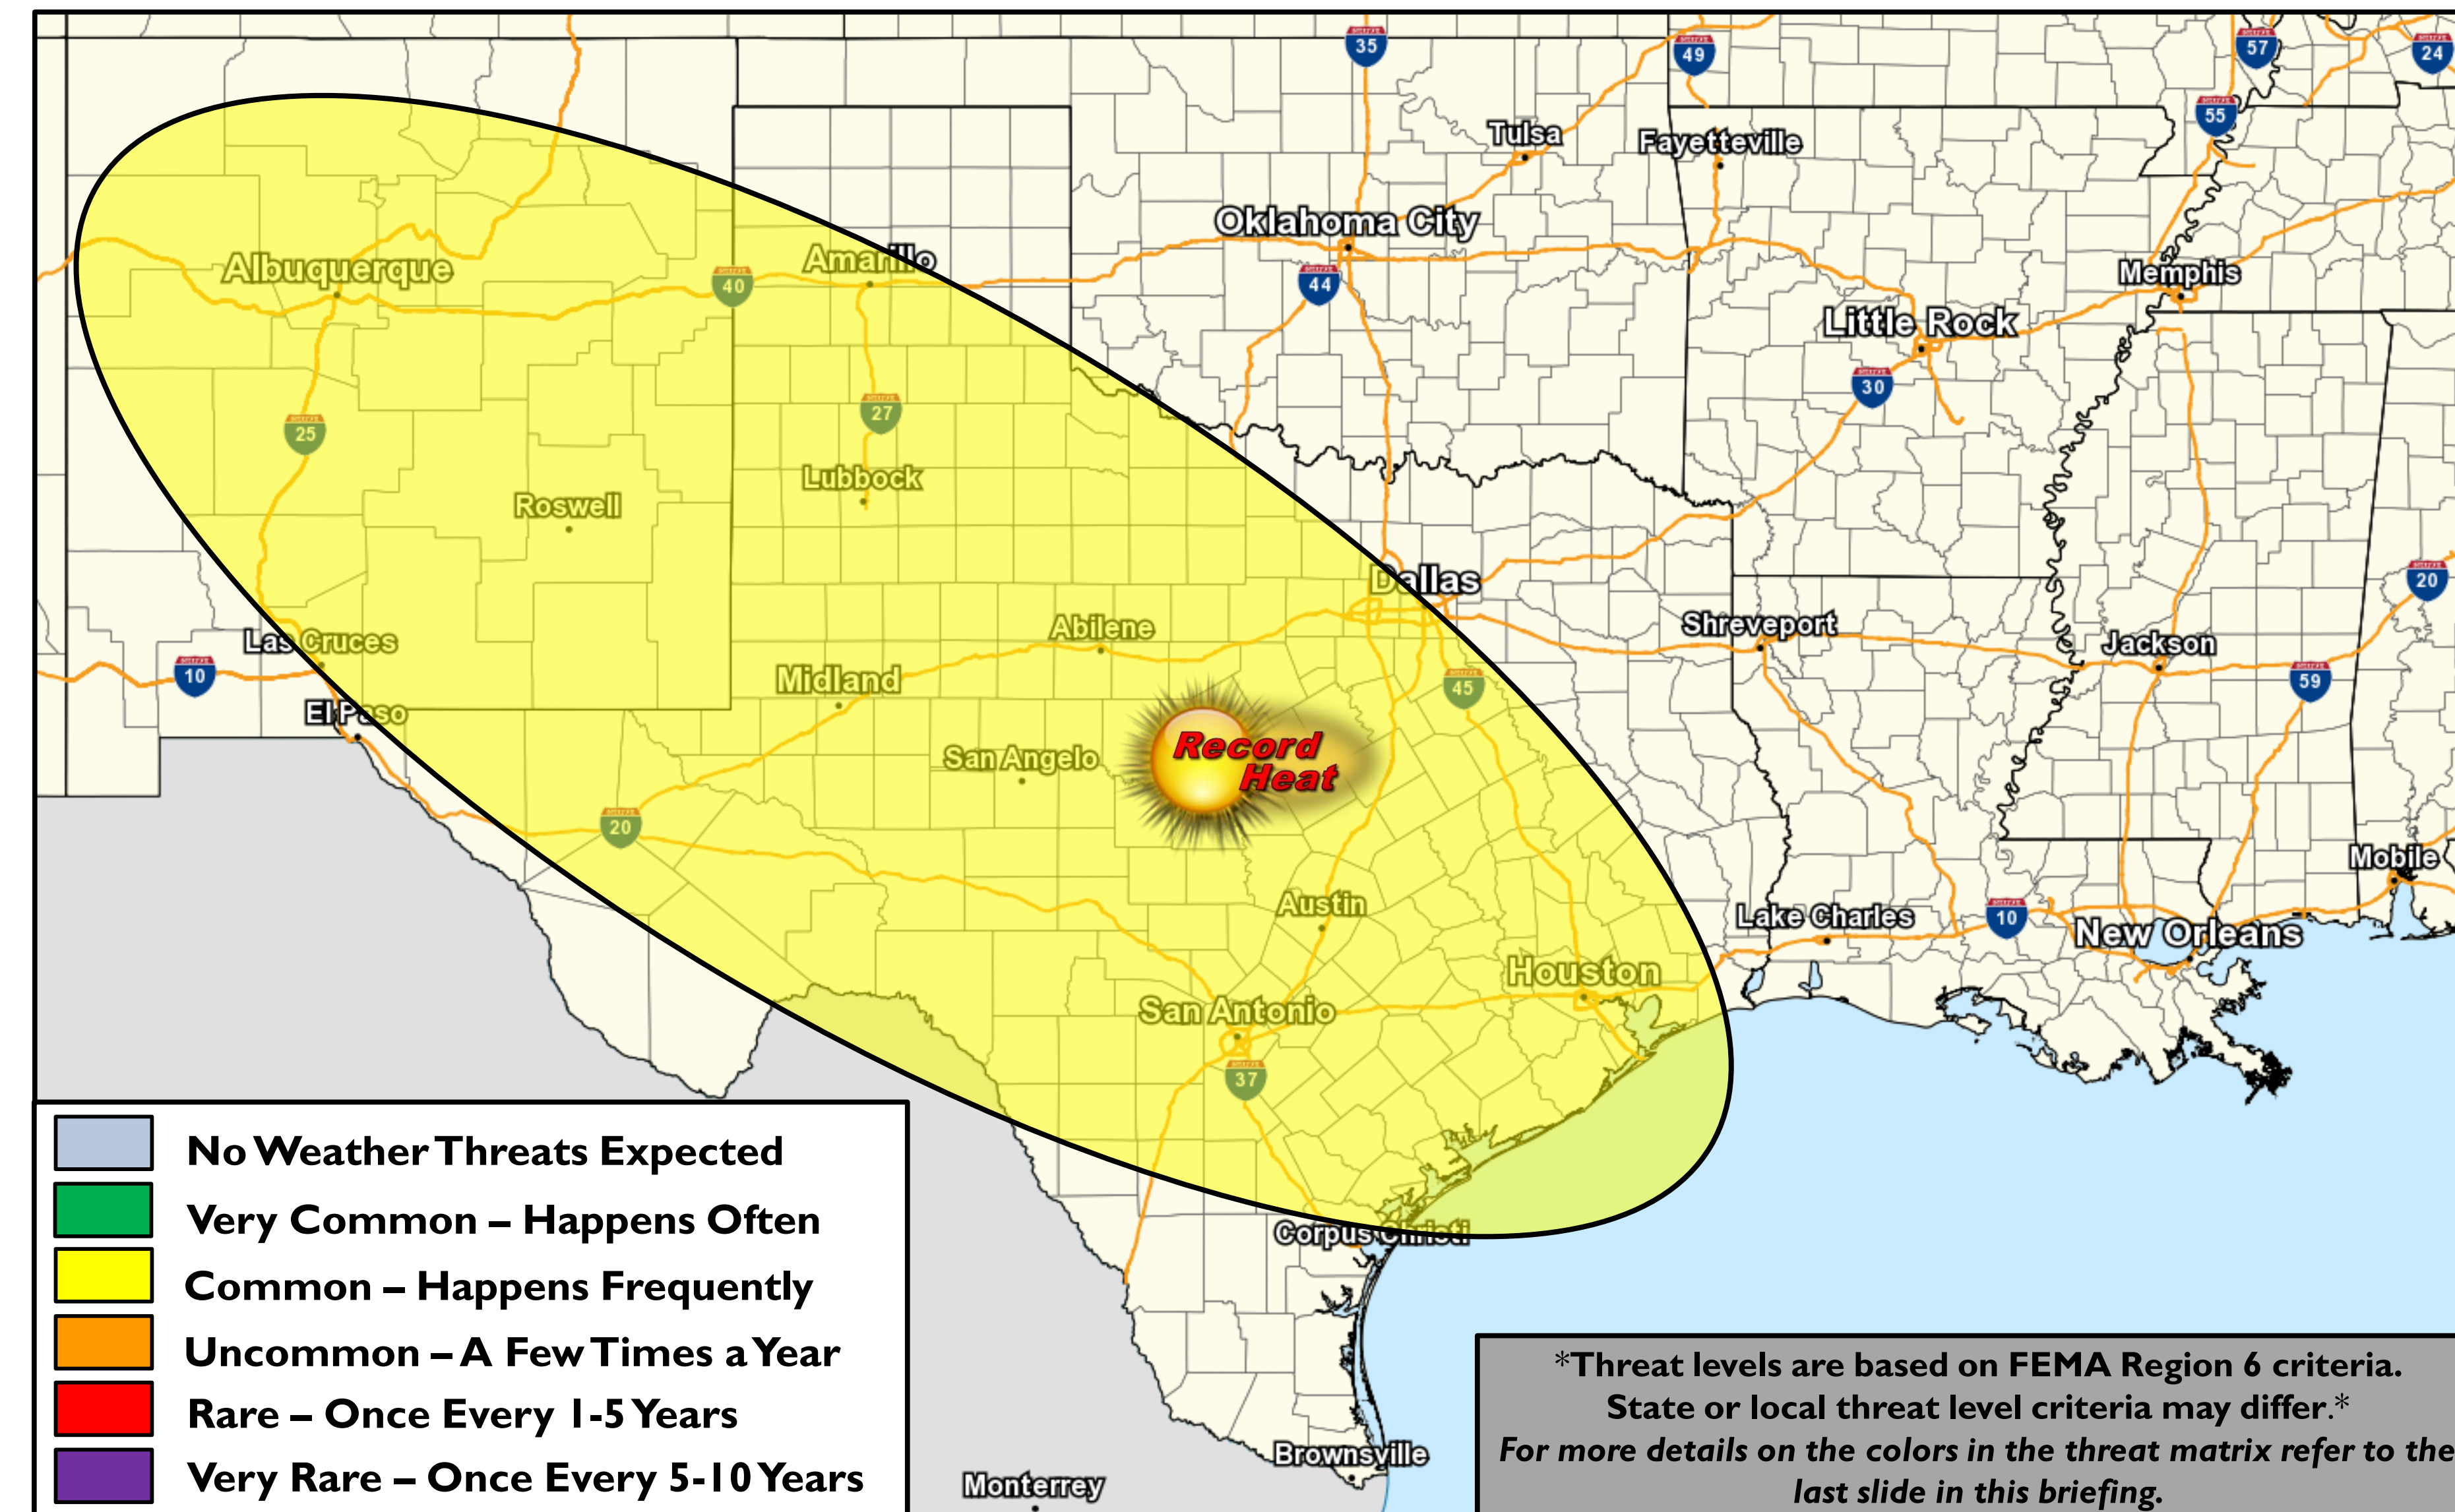 35
49
57
24
55
Tulsa
Fayetteville
Oklahoma City
Albuquerque
Amarillo
40
44
Memphis
Little Rock
30
27
25
Lubbock
Roswell
Dallas
20
Abilene
Shreveport
Las Cruces
Jackson
10
Midland
45
59
El Paso
Record
Heat
San Angelo
20
Mobile
Austin
Lake Charles
10
New Orleans
Houston
San Antonio
37
Corpus Christi
Brownsville
Monterrey
No Weather Threats Expected
Very Common – Happens Often
Common – Happens Frequently
Uncommon – A Few Times a Year
Rare – Once Every 1-5 Years
Very Rare – Once Every 5-10 Years
*Threat levels are based on FEMA Region 6 criteria.
State or local threat level criteria may differ.*
For more details on the colors in the threat matrix refer to the
last slide in this briefing.